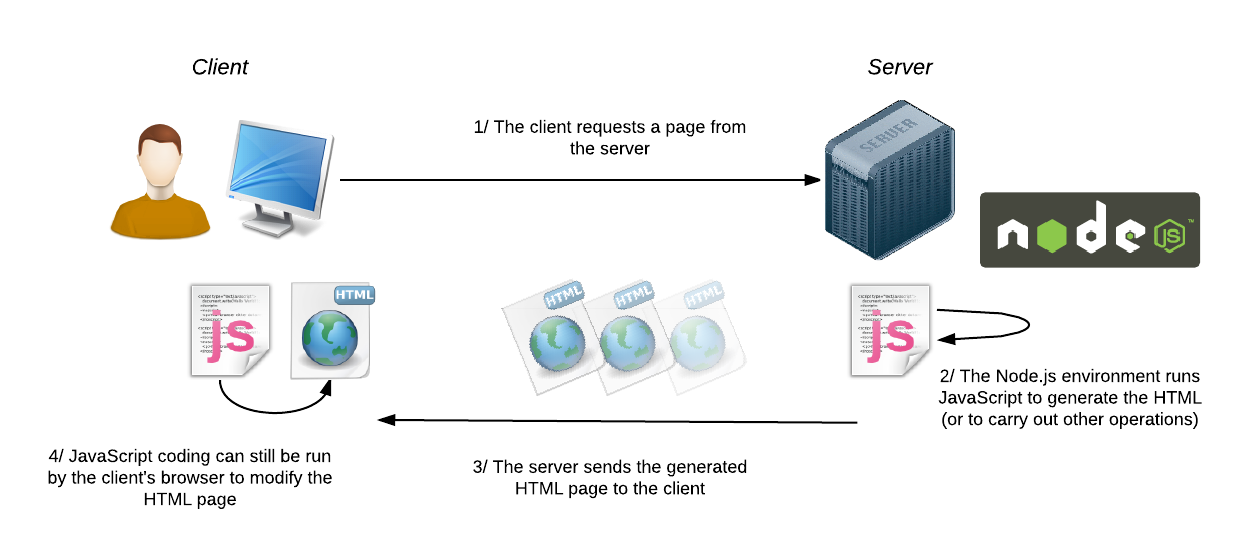 Client
Server
1/ The client requests a page from
the server
SERVER
node
JS
TM
HTML
HTML
HTML
HTML
js
js
2/ The Node.js environment runs
JavaScript to generate the HTML
(or to carry out other operations)
3/ The server sends the generated
HTML page to the client
4/ JavaScript coding can still be run
by the client's browser to modify the
HTML page